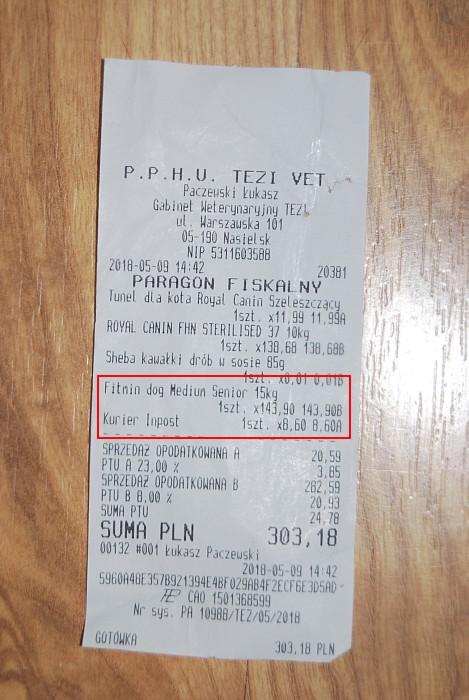 P.P.H.U. TEZI VET
Paczewski Łukasz
Gabinet Weterynaryjny TEZI
ul. Warszawska 101
05-190 Nasielsk
NIP 5311603588
2018-05-09 14:42 20381
PARAGON FISKALNY
Tunel dla kota Royal Canin Szeleszczący
1szt. x11,99 11,99A
ROYAL CANIN FHN STERILISED 37 10kg
1szt. x138,68 138,68B
Sheba kawałki drób w sosie 85g
1szt. x0,01 0,01B
Fitmin dog Medium Senior 15kg
1szt. x143,90 143,90B
Kurier Inpost 1szt. x8,60 8,60A
SPRZEDAŻ OPODATKOWANA A 20,59
PTU A 23,00 % 3,85
SPRZEDAŻ OPODATKOWANA B 282,59
PTU B 8,00 % 20,93
SUMA PTU 24,78
SUMA PLN 303,18
00132 #001 Łukasz Paczewski
2018-05-09 14:42
CAO 1501368599
Nr sys. PA 10988/TEZ/05/2018
GOTÓWKA 303,18 PLN